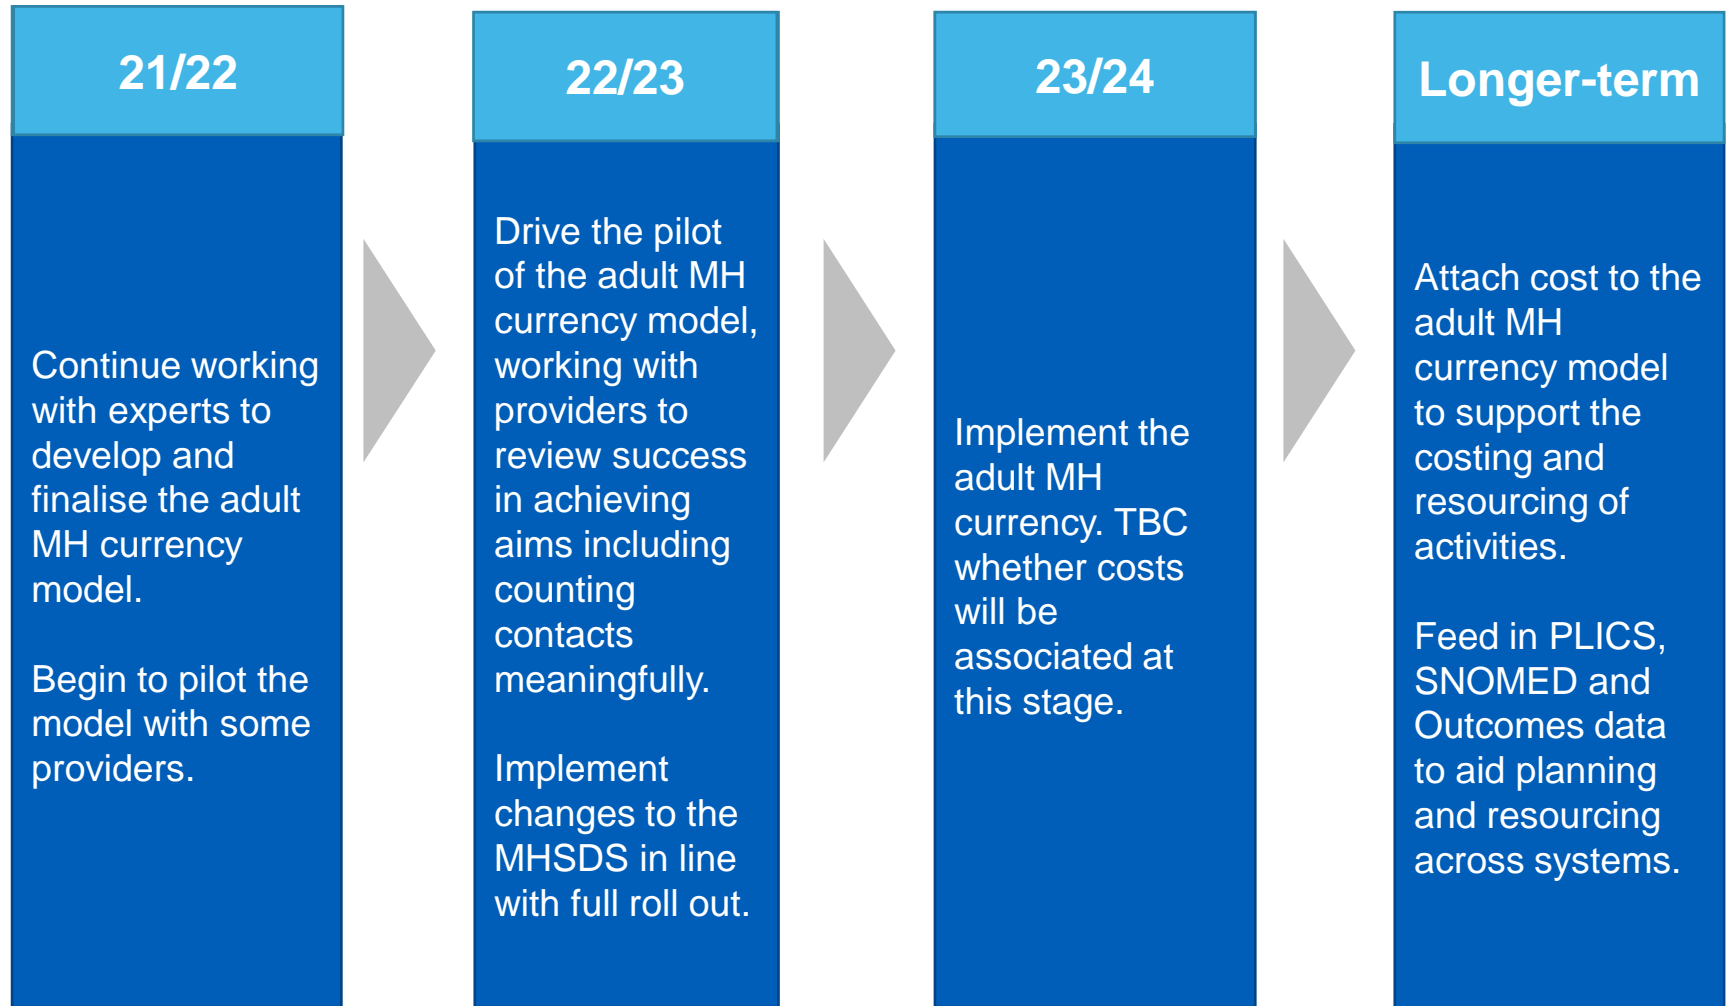 21/22
Continue working
with experts to
develop and
finalise the adult
MH currency
model.
Begin to pilot the
model with some
providers.
22/23
Drive the pilot
of the adult MH
currency model,
working with
providers to
review success
in achieving
aims including
counting
contacts
meaningfully.
Implement
changes to the
MHSDS in line
with full roll out.
23/24
Implement the
adult MH
currency. TBC
whether costs
will be
associated at
this stage.
Longer-term
Attach cost to the
adult MH
currency model
to support the
costing and
resourcing of
activities.
Feed in PLICS,
SNOMED and
Outcomes data
to aid planning
and resourcing
across systems.